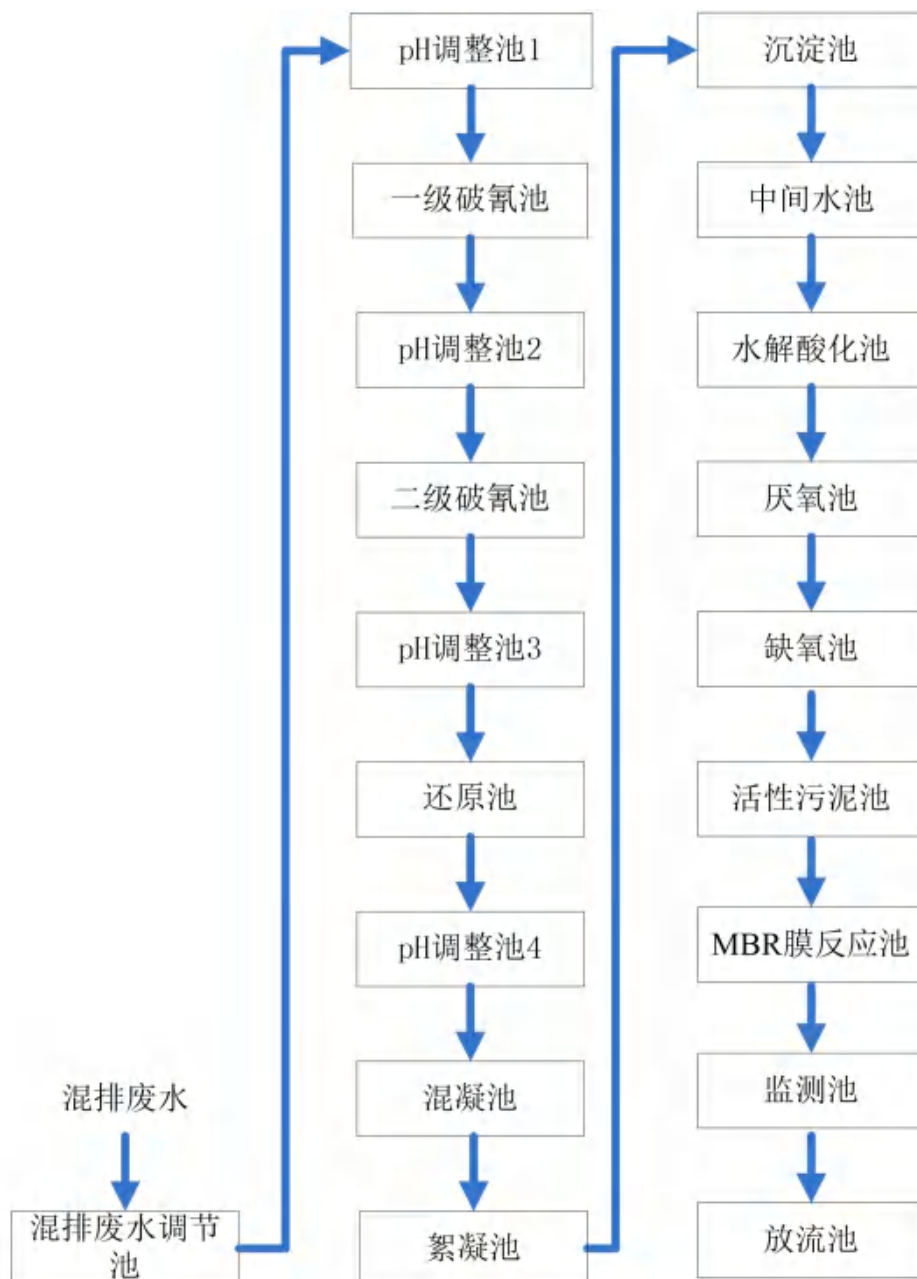 混排废水
混排废水调节
池
pH调整池1
一级破氰池
pH调整池2
二级破氰池
pH调整池3
还原池
pH调整池4
混凝池
絮凝池
沉淀池
中间水池
水解酸化池
厌氧池
缺氧池
活性污泥池
MBR膜反应池
监测池
放流池